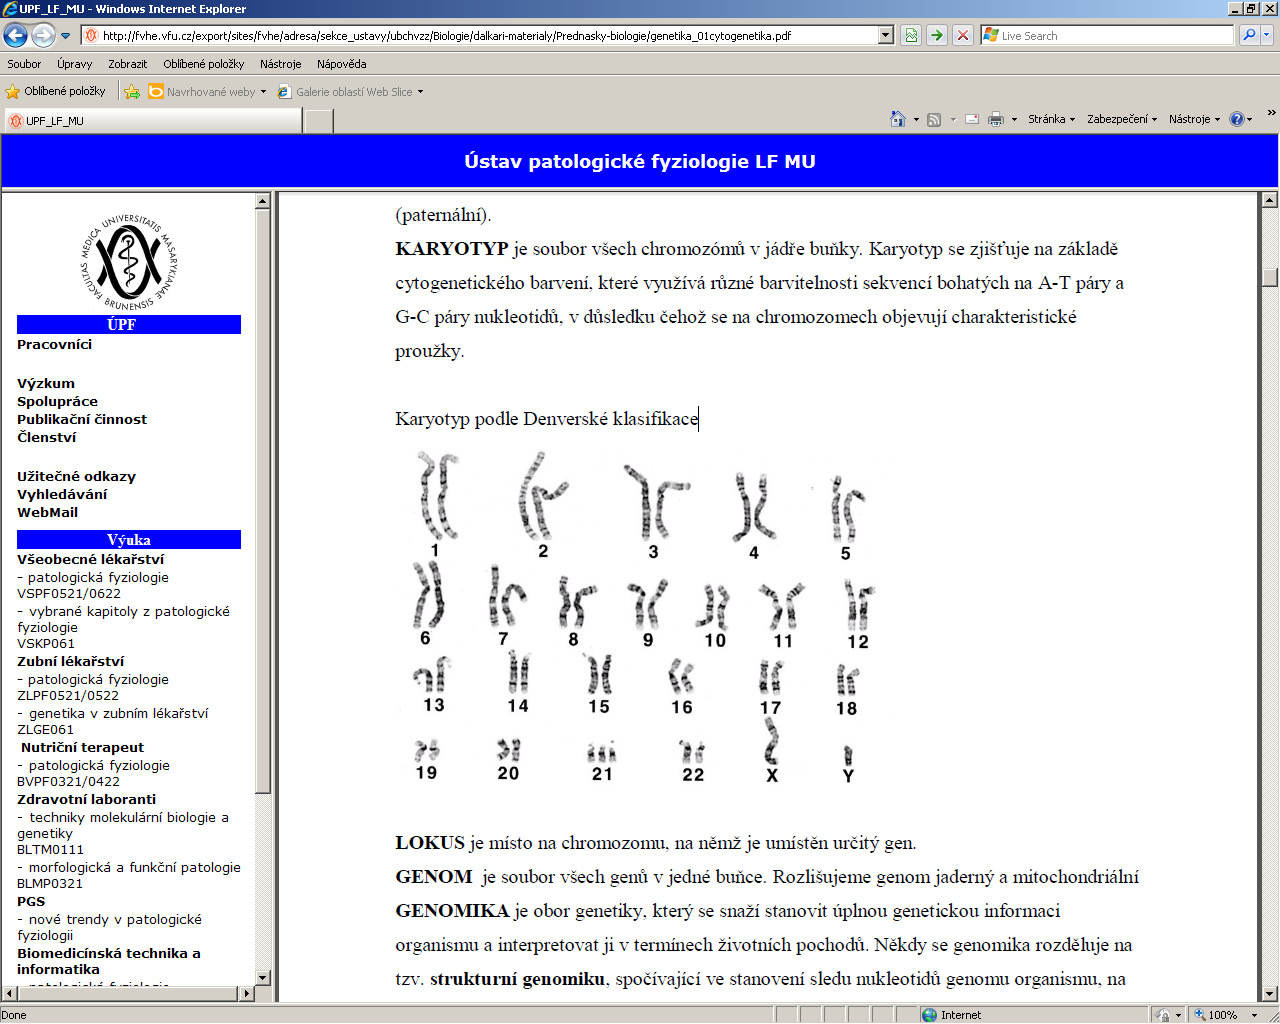 UPF_LF_MU - Windows Internet Explorer
http://fvhe.vfu.cz/export/sites/fvhe/adresa/sekce_ustavy/ubchvzz/Biologie/dalkari-materialy/Prednasky-biologie/genetika_01cytogenetika.pdf
Live Search
Soubor Úpravy Zobrazit Oblíbené položky Nástroje Nápověda
Oblíbené položky Navrhované weby Galerie oblastí Web Slice
UPF_LF_MU
Stránka Zabezpečení Nástroje
Ústav patologické fyziologie LF MU
FACULTAS MEDICA UNIVERSITATIS MASARYKIANAE BRUNENSIS
ÚPF
Pracovníci
Výzkum
Spolupráce
Publikační činnost
Členství
Užitečné odkazy
Vyhledávání
WebMail
Výuka
Všeobecné lékařství
- patologická fyziologie
VSPF0521/0622
- vybrané kapitoly z patologické
fyziologie
VSKP061
Zubní lékařství
- patologická fyziologie
ZLPF0521/0522
- genetika v zubním lékařství
ZLGE061
Nutriční terapeut
- patologická fyziologie
BVPF0321/0422
Zdravotní laboranti
- techniky molekulární biologie a
genetiky
BLTM0111
- morfologická a funkční patologie
BLMP0321
PGS
- nové trendy v patologické
fyziologii
Biomedicínská technika a
informatika
- patologická fyziologie
(paternální).
KARYOTYP je soubor všech chromozómů v jádře buňky. Karyotyp se zjišťuje na základě
cytogenetického barvení, které využívá různé barvitelnosti sekvencí bohatých na A-T páry a
G-C páry nukleotidů, v důsledku čehož se na chromozomech objevují charakteristické
proužky.
Karyotyp podle Denverské klasifikace
1 2 3 4 5
6 7 8 9 10 11 12
13 14 15 16 17 18
19 20 21 22 X Y
LOKUS je místo na chromozomu, na němž je umístěn určitý gen.
GENOM je soubor všech genů v jedné buňce. Rozlišujeme genom jaderný a mitochondriální
GENOMIKA je obor genetiky, který se snaží stanovit úplnou genetickou informaci
organismu a interpretovat ji v termínech životních pochodů. Někdy se genomika rozděluje na
tzv. strukturní genomiku, spočívající ve stanovení sledu nukleotidů genomu organismu, na
Done
Internet
100%